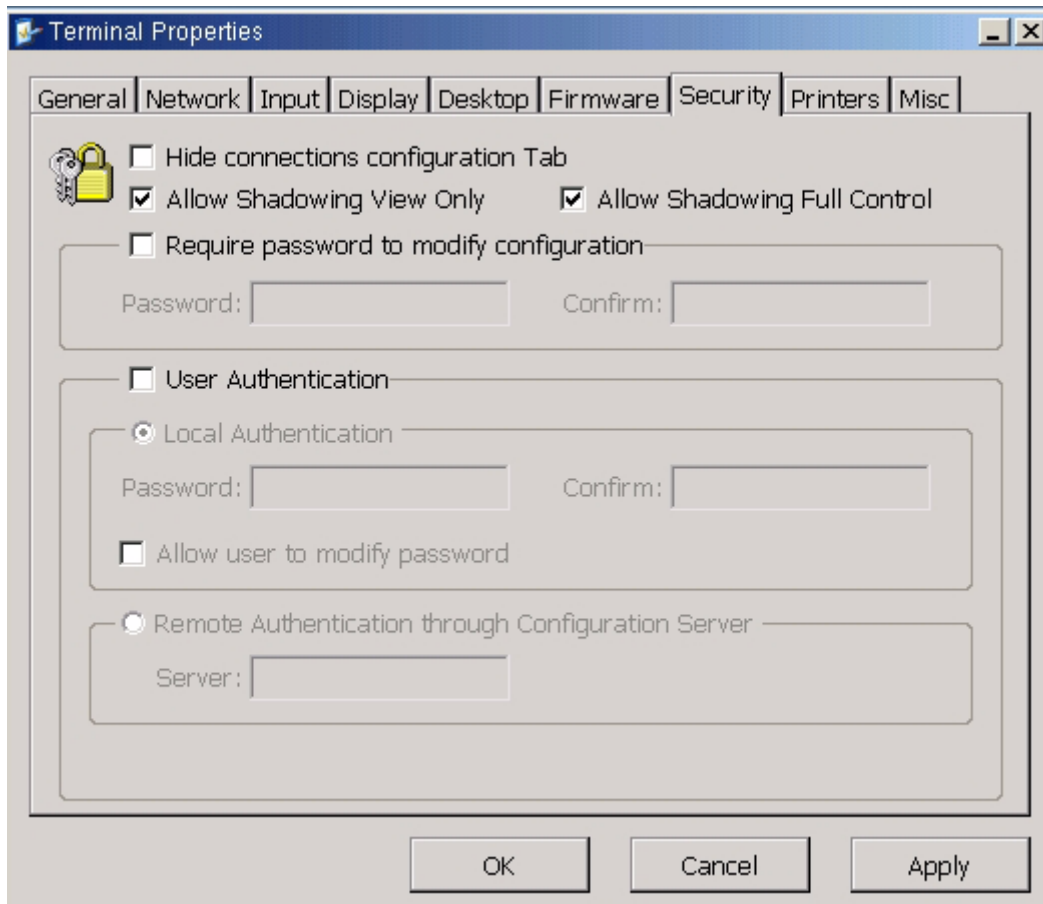 Terminal Properties
General Network Input Display Desktop Firmware Security Printers Misc
Hide connections configuration Tab
Allow Shadowing View Only Allow Shadowing Full Control
Require password to modify configuration
Password: Confirm:
User Authentication
Local Authentication
Password: Confirm:
Allow user to modify password
Remote Authentication through Configuration Server
Server:
OK Cancel Apply